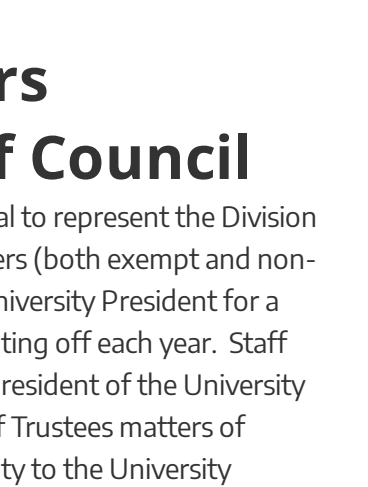 rs
f Council
al to represent the Division
ers (both exempt and non-
niversity President for a
ting off each year.  Staff
resident of the University
f Trustees matters of
ty to the University